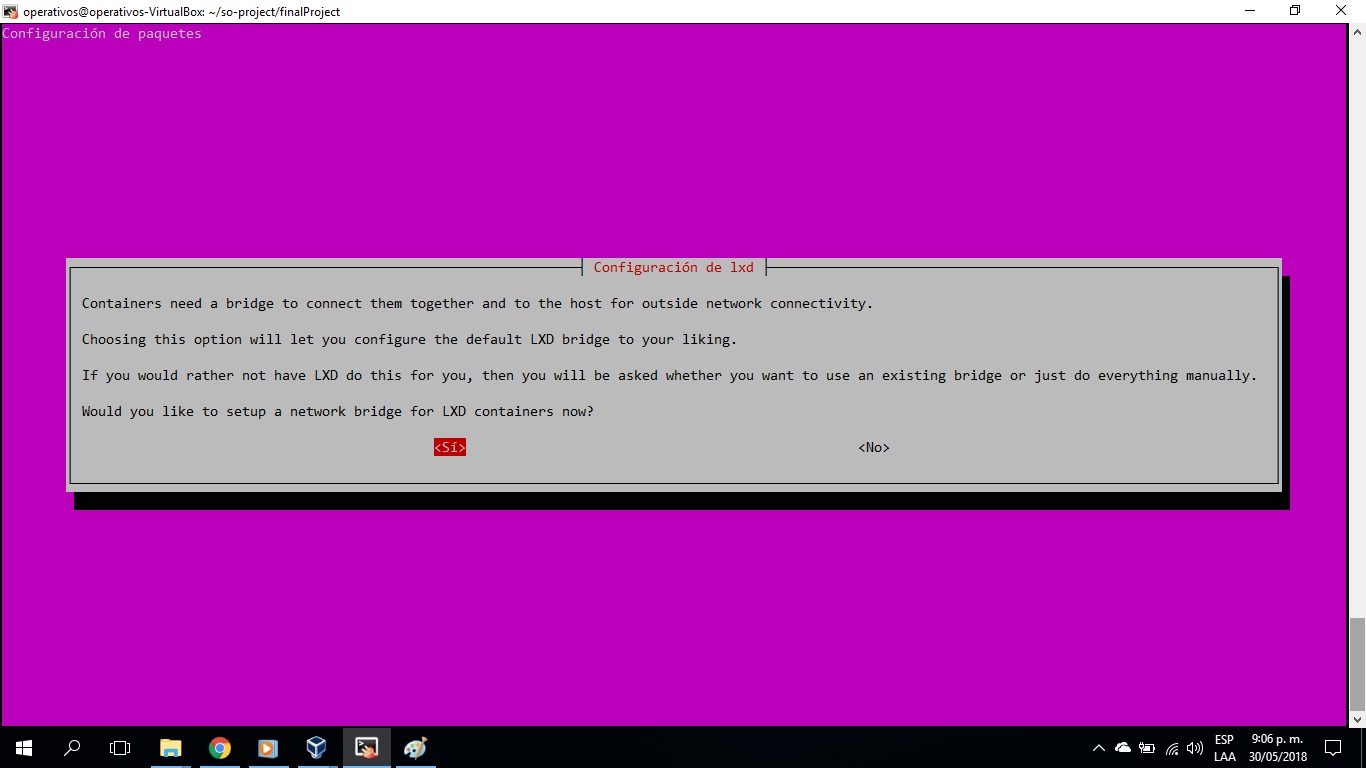 operativos@operativos-VirtualBox: ~/so-project/finalProject
Configuración de paquetes
Configuración de lxd
Containers need a bridge to connect them together and to the host for outside network connectivity.
Choosing this option will let you configure the default LXD bridge to your liking.
If you would rather not have LXD do this for you, then you will be asked whether you want to use an existing bridge or just do everything manually.
Would you like to setup a network bridge for LXD containers now?
<Sí> <No>
ESP 9:06 p. m.
LAA 30/05/2018